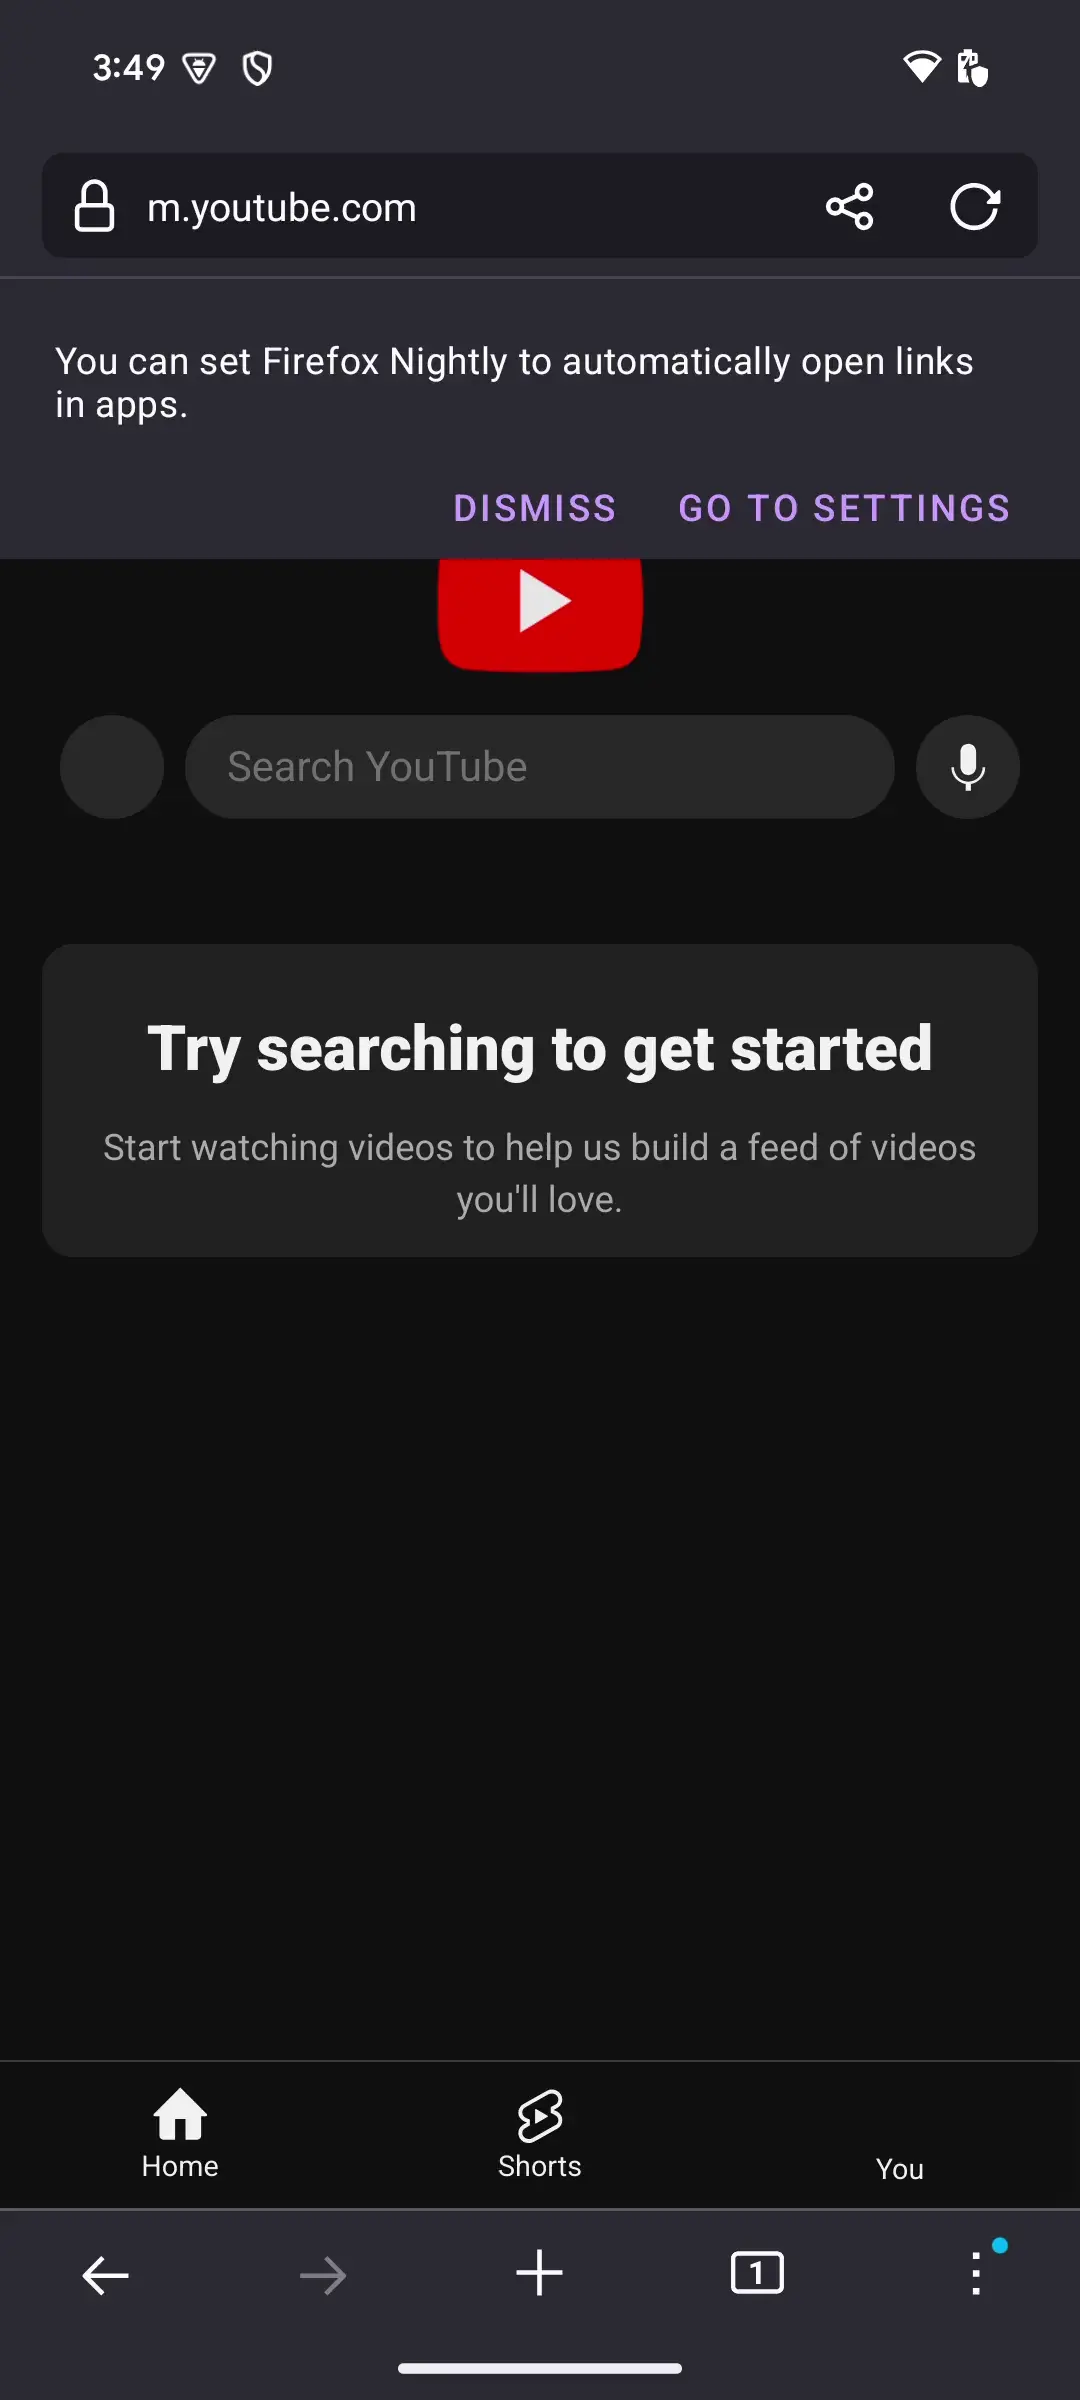 3:49
m.youtube.com
You can set Firefox Nightly to automatically open links
in apps.
DISMISS GO TO SETTINGS
Search YouTube
Try searching to get started
Start watching videos to help us build a feed of videos
you'll love.
Home Shorts You
1